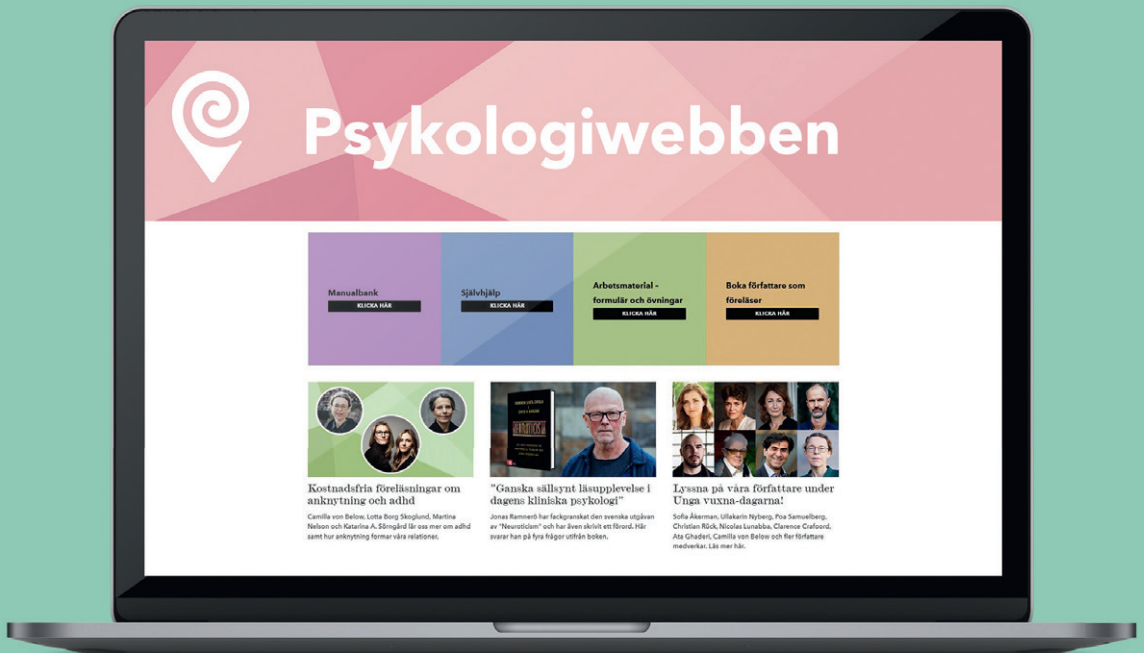 Psykologiwebben
Manualbank
KLICKA HÄR
Självhjälp
KLICKA HÄR
Arbetsmaterial –
formulär och övningar
KLICKA HÄR
Boka författare som
föreläser
KLICKA HÄR
Kostnadsfria föreläsningar om
anknytning och adhd
Camilla von Below, Lotta Borg Skoglund, Martina
Nelson och Katarina A. Sörngård lär oss mer om adhd
samt hur anknytning formar våra relationer.
"Ganska sällsynt läsupplevelse i
dagens kliniska psykologi"
Jonas Ramnerö har fackgranskat den svenska utgåvan
av "Neuroticism" och har även skrivit ett förord. Här
svarar han på fyra frågor utifrån boken.
Lyssna på våra författare under
Unga vuxna-dagarna!
Sofia Åkerman, Ullakarin Nyberg, Poa Samuelberg,
Christian Rück, Nicolas Lunabba, Clarence Crafoord,
Ata Ghaderi, Camilla von Below och fler författare
medverkar. Läs mer här.